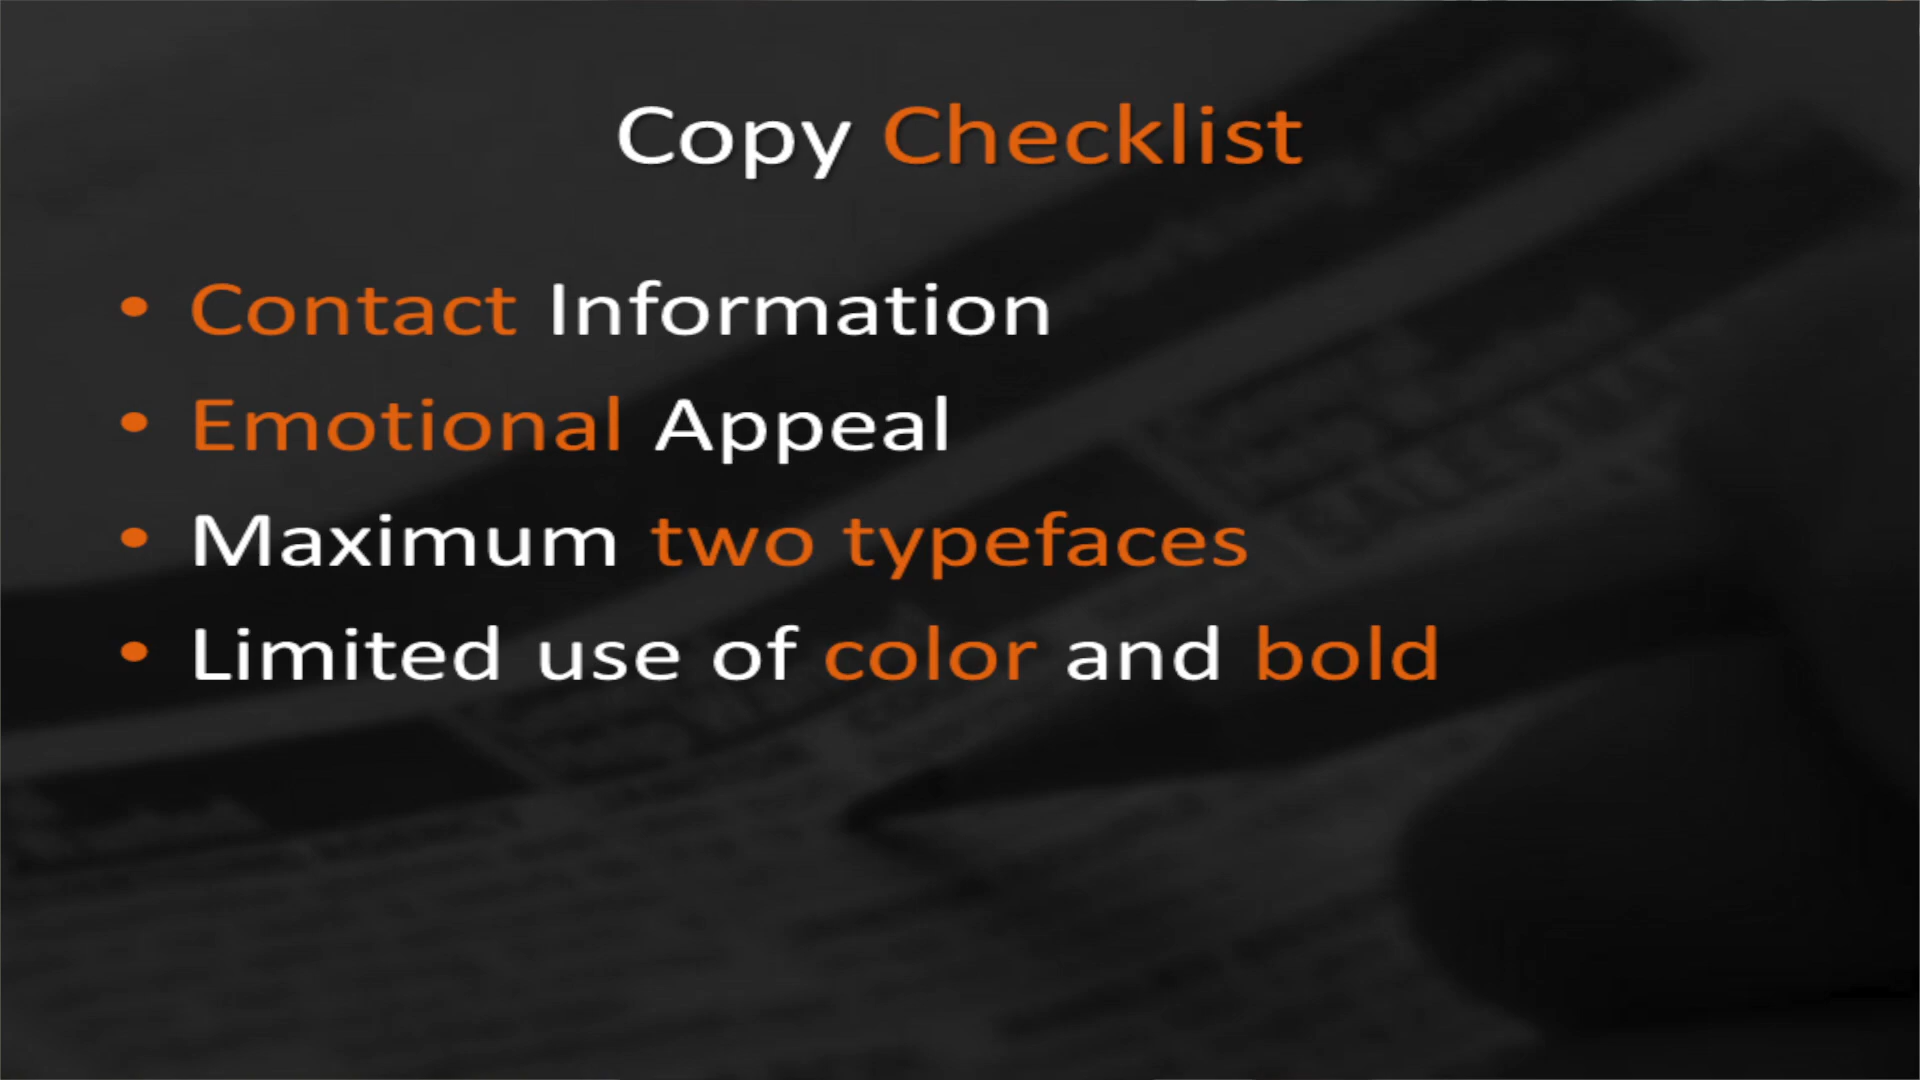 Copy Checklist
• Contact Information
• Emotional Appeal
• Maximum two typefaces
• Limited use of color and bold